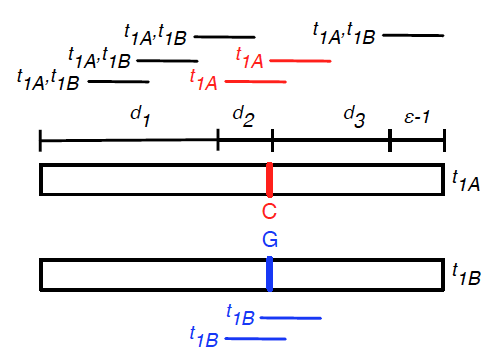 t1A,t1B
t1A,t1B
t1A,t1B t1A
t1A,t1B t1A
d1 d2 d3 ε-1
t1A
C
G
t1B
t1B
t1B